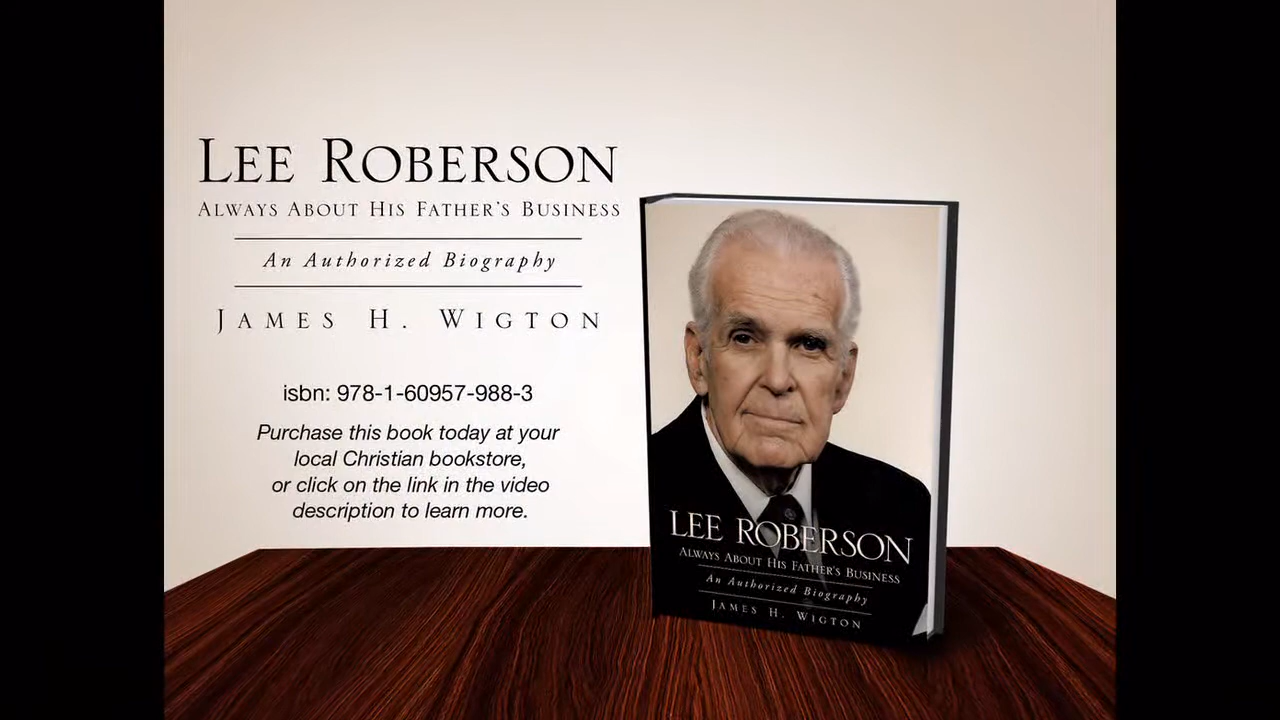 LEE ROBERSON
ALWAYS ABOUT HIS FATHER'S BUSINESS
An Authorized Biography
JAMES H. WIGTON
isbn: 978-1-60957-988-3
Purchase this book today at your
local Christian bookstore,
or click on the link in the video
description to learn more.
LEE ROBERSON
ALWAYS ABOUT HIS FATHER'S BUSINESS
An Authorized Biography
JAMES H. WIGTON